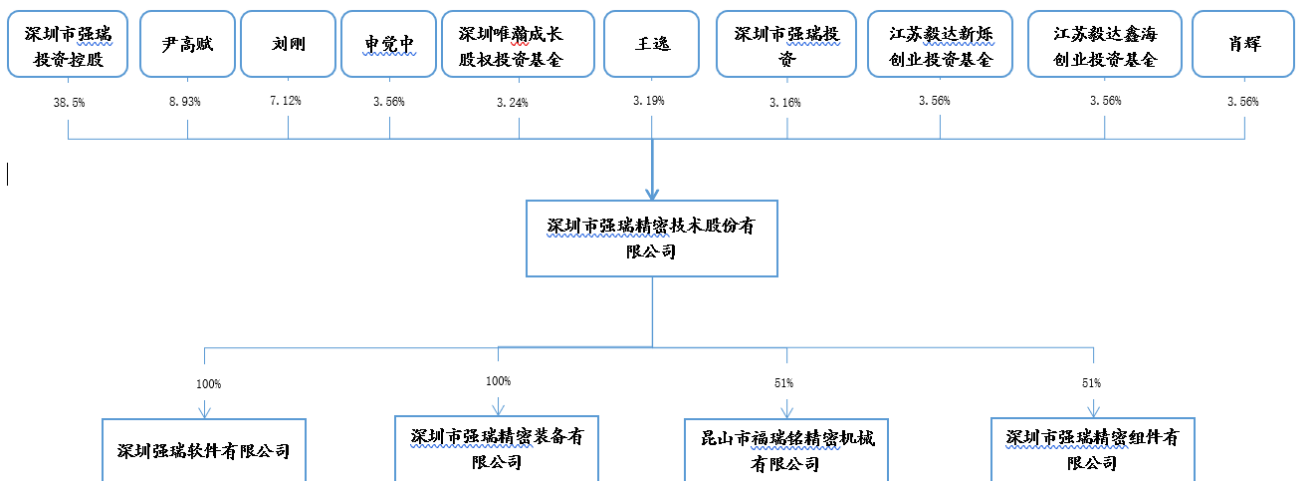 深圳市强瑞
投资控股
尹高赋
刘刚
申觉中
深圳唯瀚成长
股权投资基金
王逸
深圳市强瑞投
资
江苏毅达新烁
创业投资基金
江苏毅达鑫海
创业投资基金
肖辉
38.5%
8.93%
7.12%
3.56%
3.24%
3.19%
3.16%
3.56%
3.56%
3.56%
深圳市强瑞精密技术股份有
限公司
100%
100%
51%
51%
深圳强瑞软件有限公司
深圳市强瑞精密装备有
限公司
昆山市福瑞铭精密机械
有限公司
深圳市强瑞精密组件有
限公司